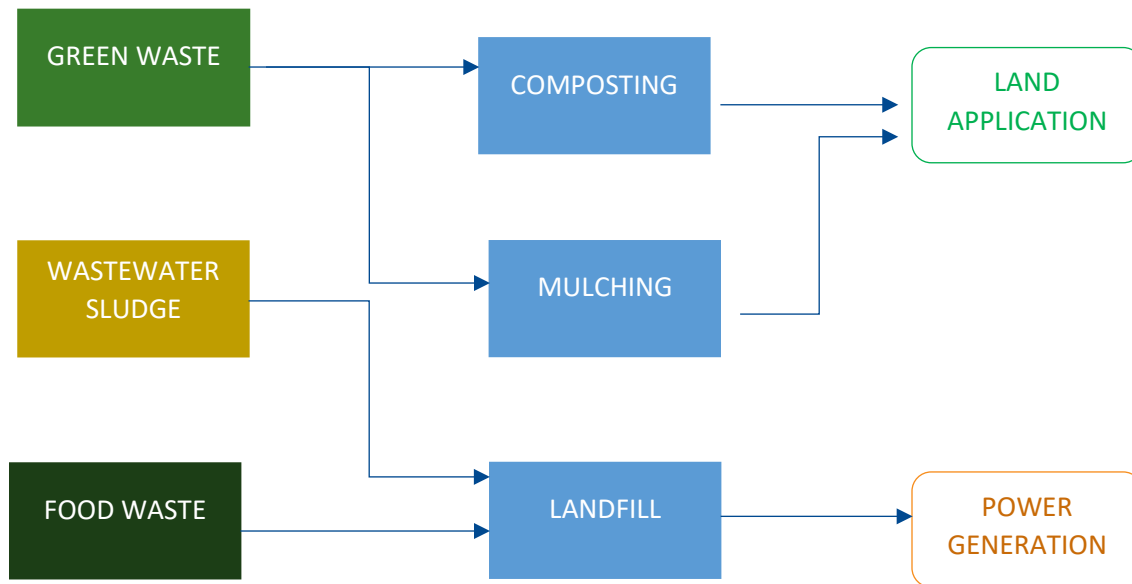 GREEN WASTE
COMPOSTING
LAND
APPLICATION
WASTEWATER
SLUDGE
MULCHING
FOOD WASTE
LANDFILL
POWER
GENERATION